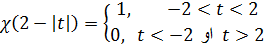 χ(2 − |t|) = { 1, −2 < t < 2
0, t < −2 او t > 2